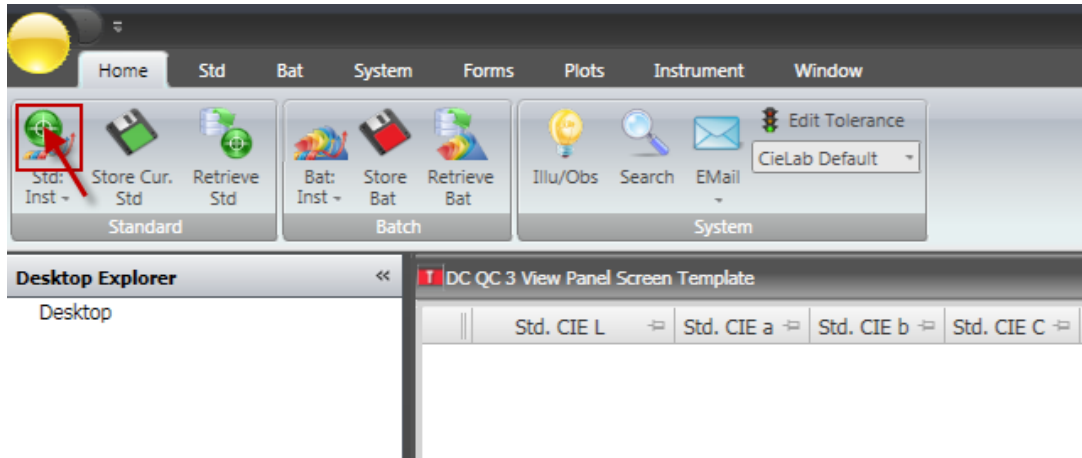 Home Std Bat System Forms Plots Instrument Window
Edit Tolerance
CieLab Default
Std: Store Cur. Retrieve Bat: Store Retrieve Illu/Obs Search EMail
Inst Std Std Inst Bat Bat
Standard Batch System
Desktop Explorer
DC QC 3 View Panel Screen Template
Desktop
Std. CIE L Std. CIE a Std. CIE b Std. CIE C